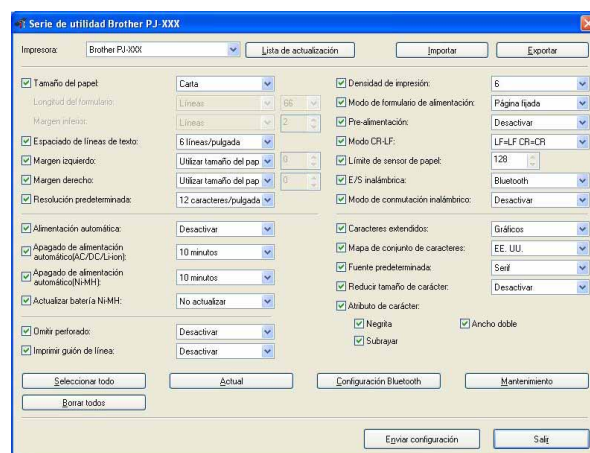 Serie de utilidad Brother PJ-XXX
Impresora: Brother PJ-XXX Lista de actualización Importar Exportar
Tamaño del papel: Carta
Longitud del formulario: Líneas 66
Margen inferior: Líneas 2
Espaciado de líneas de texto: 6 líneas/pulgada
Margen izquierdo: Utilizar tamaño del pap 0
Margen derecho: Utilizar tamaño del pap 0
Resolución predeterminada: 12 caracteres/pulgada
Alimentación automática: Desactivar
Apagado de alimentación
automático(AC/DC/Li-ion): 10 minutos
Apagado de alimentación
automático(Ni-MH): 10 minutos
Actualizar batería Ni-MH: No actualizar
Omitir perforado: Desactivar
Imprimir guión de línea: Desactivar
Densidad de impresión: 6
Modo de formulario de alimentación: Página fijada
Pre-alimentación: Desactivar
Modo CR-LF: LF=LF CR=CR
Límite de sensor de papel: 128
E/S inalámbrica: Bluetooth
Modo de conmutación inalámbrico: Desactivar
Caracteres extendidos: Gráficos
Mapa de conjunto de caracteres: EE. UU.
Fuente predeterminada: Serif
Reducir tamaño de carácter: Desactivar
Atributo de carácter:
Negrita Ancho doble
Subrayar
Seleccionar todo Actual Configuración Bluetooth Mantenimiento
Borrar todos
Enviar configuración Salir